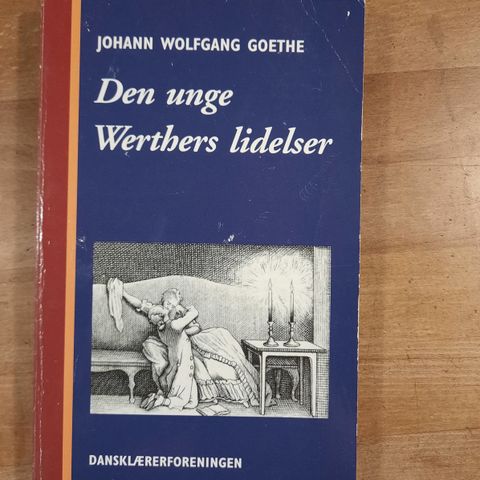 JOHANN WOLFGANG GOETHE
Den unge
Werthers lidelser
DANSKLÆRERFORENINGEN